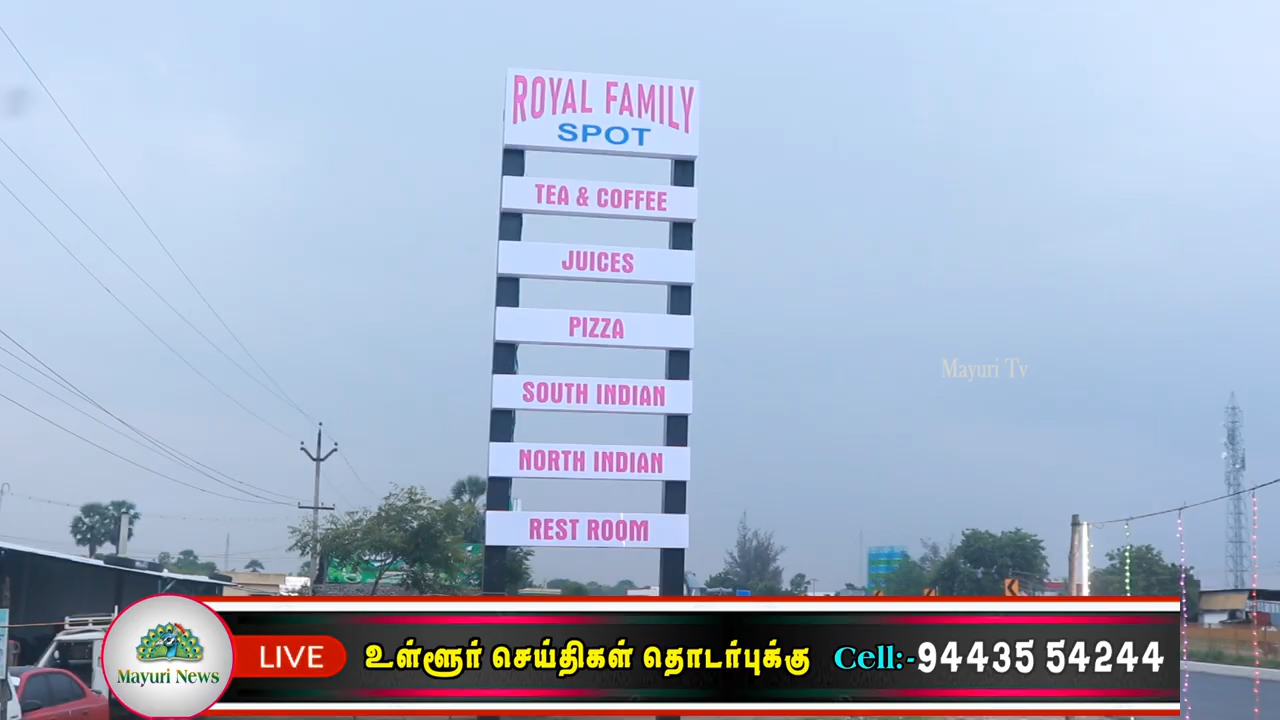 ROYAL FAMILY
SPOT
TEA & COFFEE
JUICES
PIZZA
SOUTH INDIAN
NORTH INDIAN
REST ROOM
Mayuri Tv
Mayuri News
LIVE
உள்ளூர் செய்திகள் தொடர்புக்கு Cell:-94435 54244